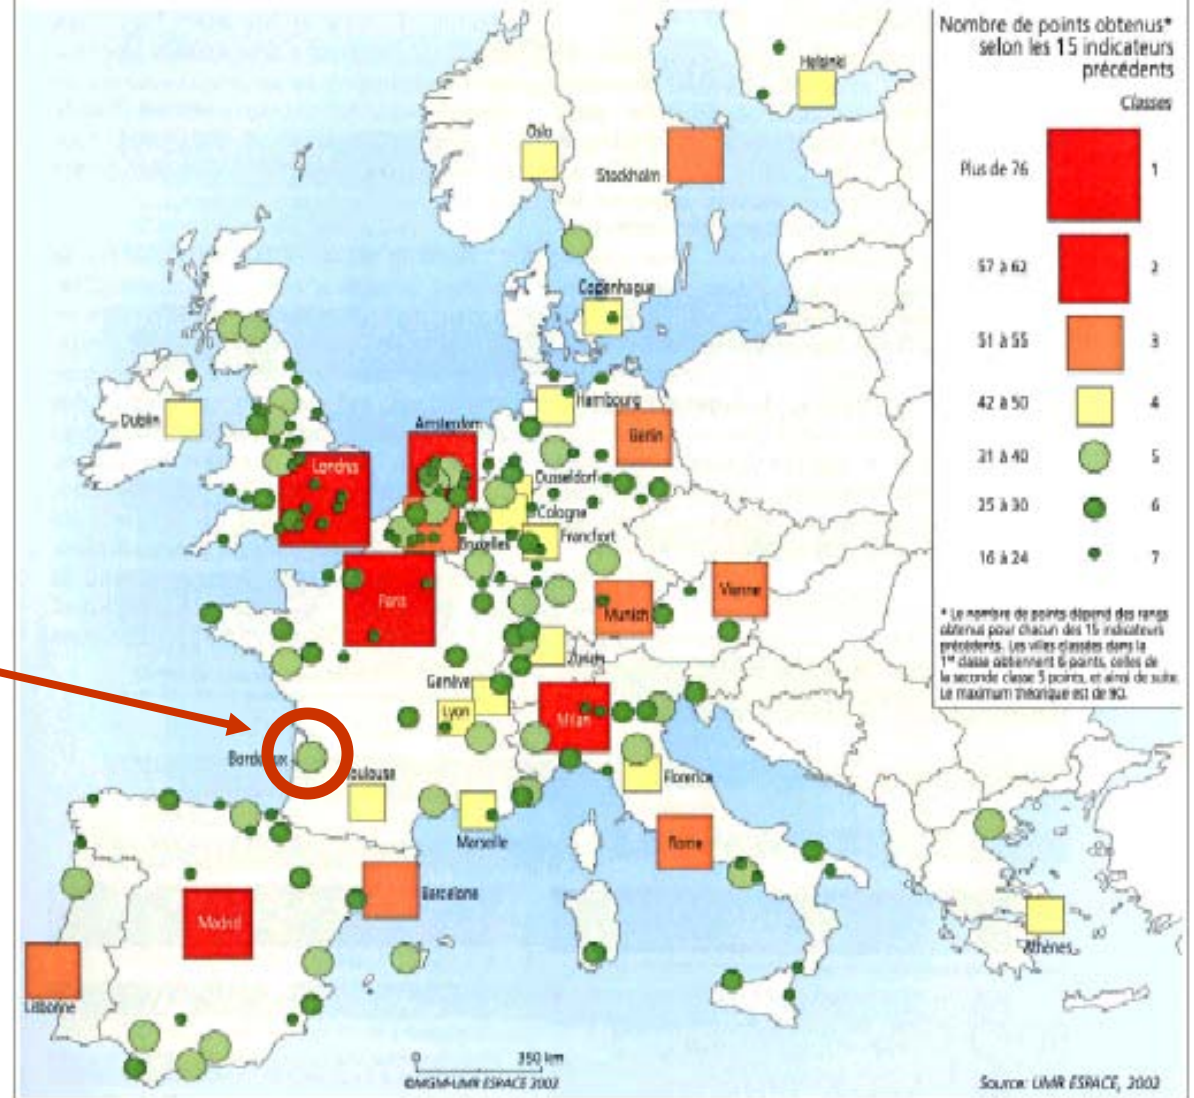 Nombre de points obtenus*
selon les 15 indicateurs
précédents
Classes
Plus de 76 1
57 à 62 2
51 à 55 3
42 à 50 4
31 à 40 5
25 à 30 6
16 à 24 7
* Le nombre de points dépend des rangs
obtenus pour chacun des 15 indicateurs
précédents. Les villes classées dans la
1re classe obtiennent 6 points, celles de
la seconde classe 5 points, et ainsi de suite.
Le maximum théorique est de 90.
Helsinki
Oslo
Stockholm
Copenhague
Dublin
Hambourg
Amsterdam
Berlin
Londres
Dusseldorf
Cologne
Bruxelles
Francfort
Paris
Munich
Vienne
Zurich
Genève
Lyon
Milan
Bordeaux
oulouse
Florence
Marseille
Rome
Barcelone
Madrid
Athènes
Lisbonne
0 350 km
©MGM-UMR ESPACE 2002
Source: UMR ESPACE, 2002